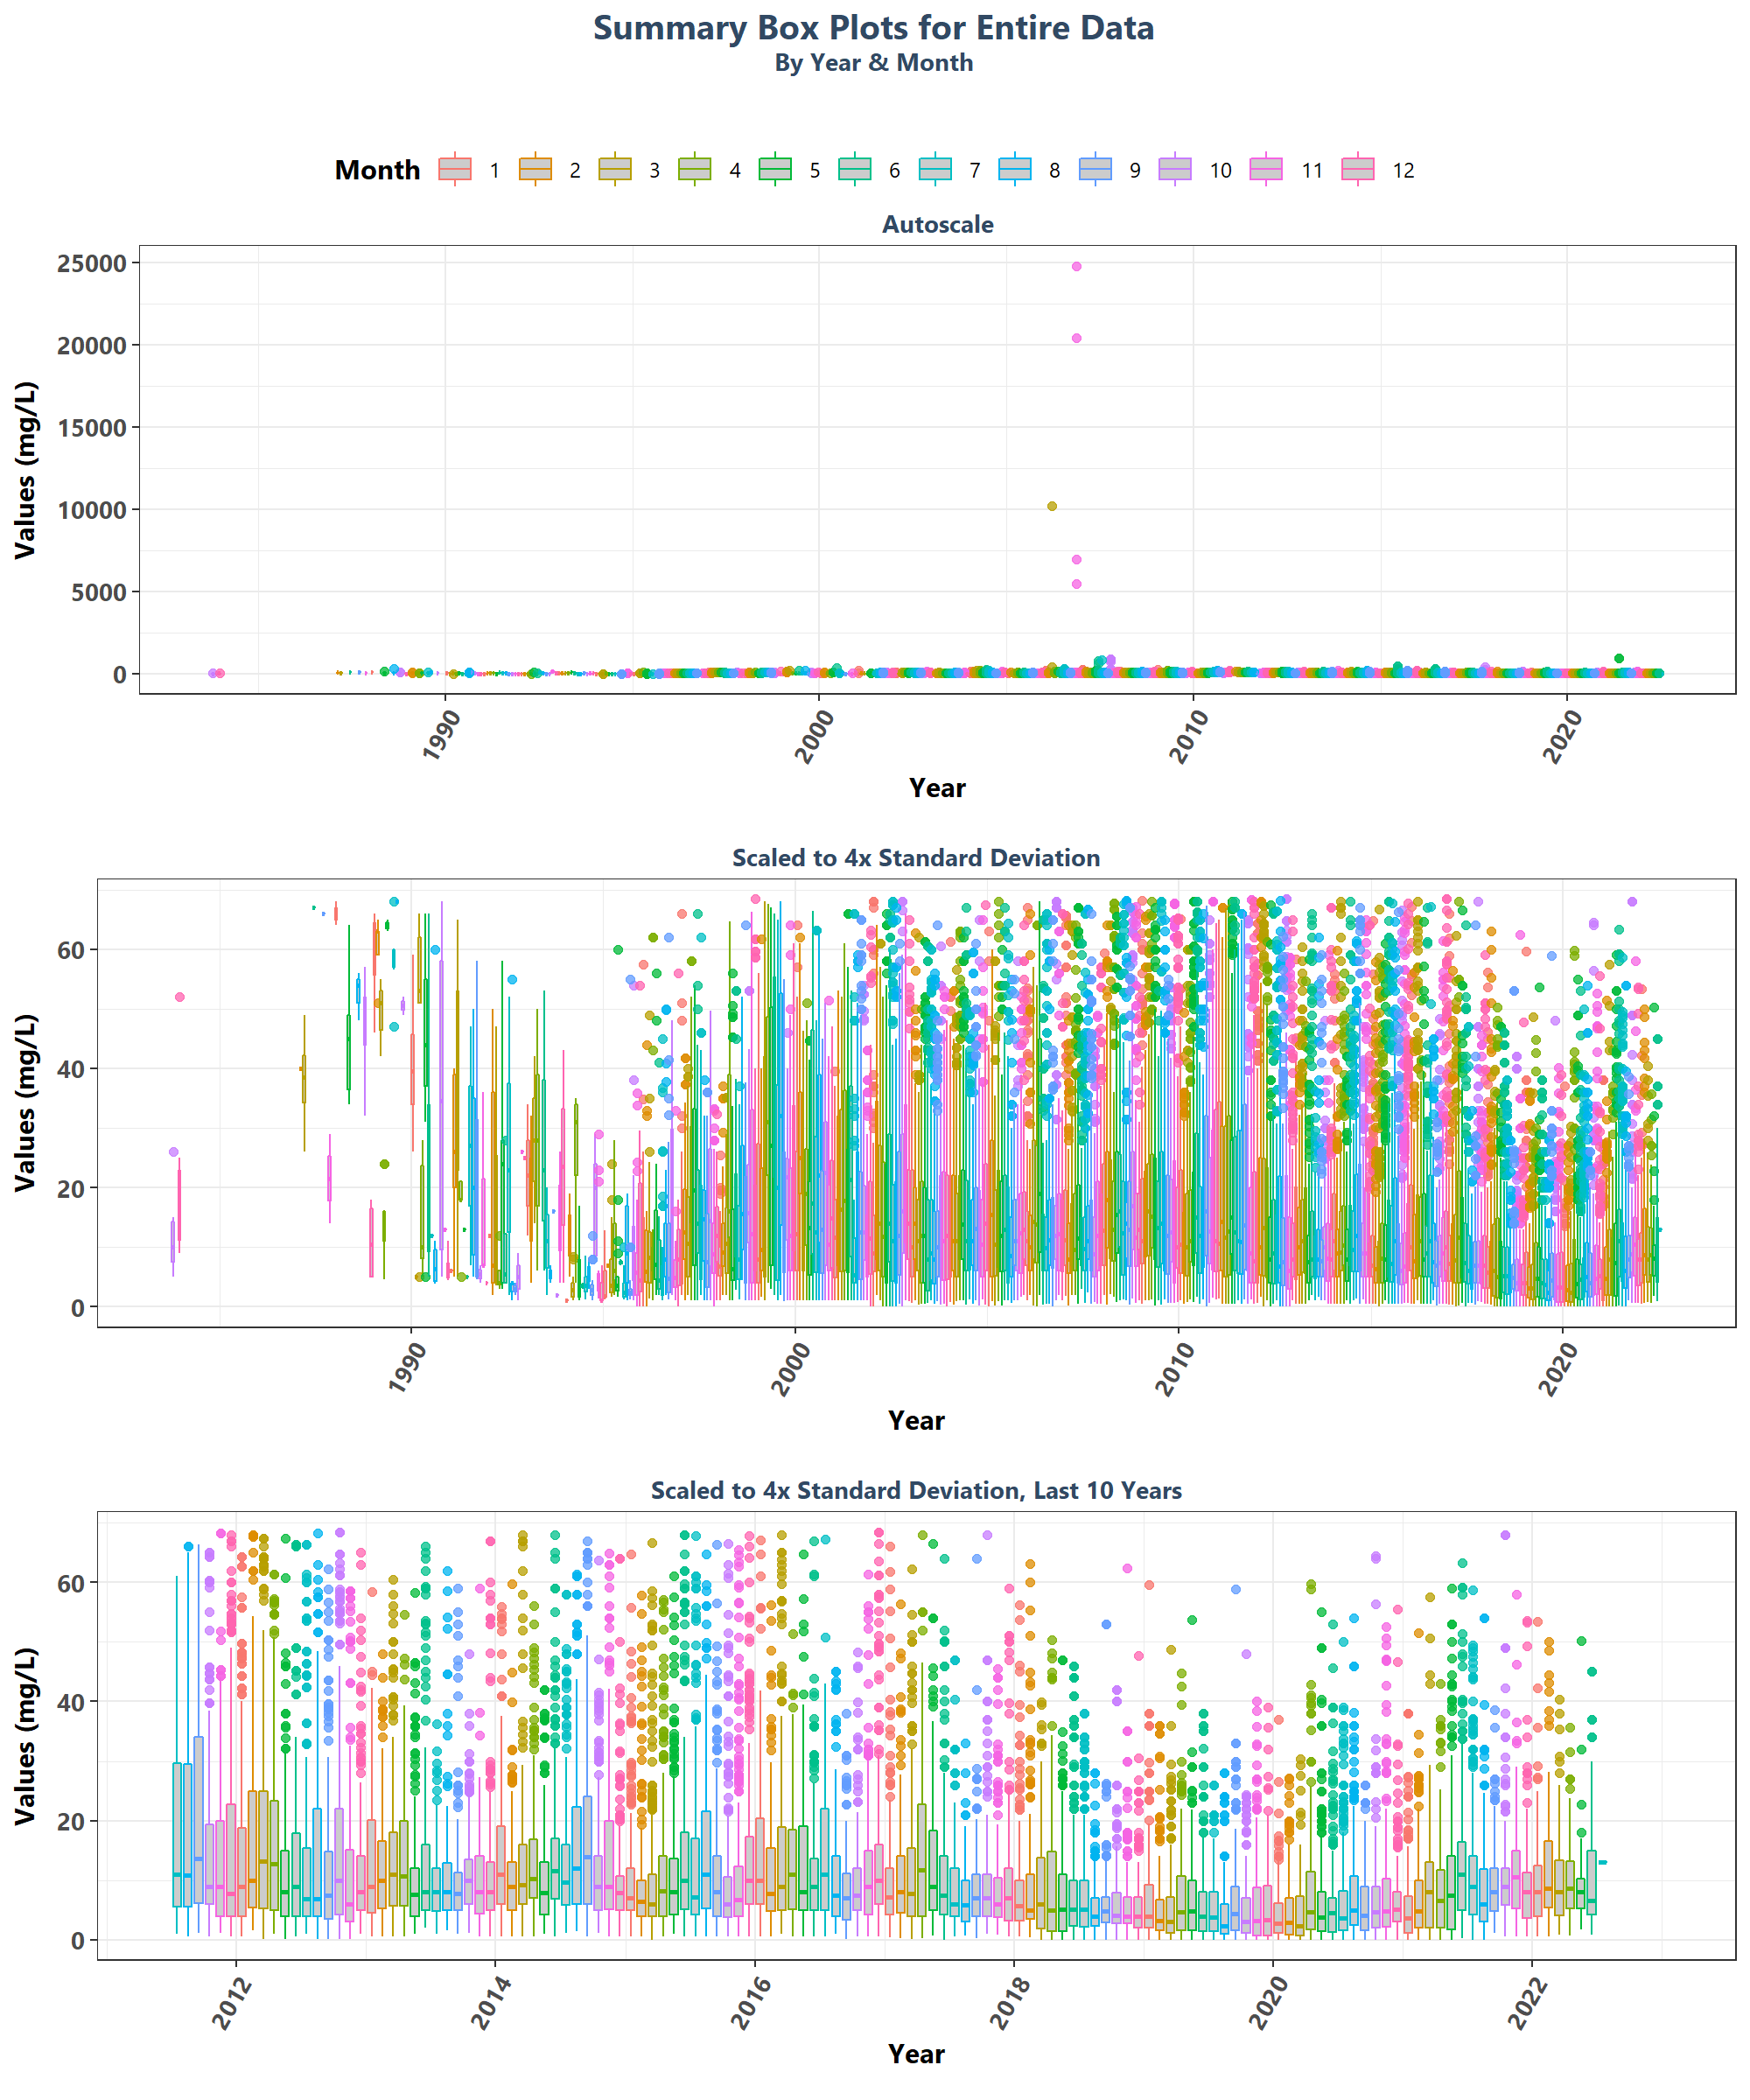 Summary Box Plots for Entire Data
By Year & Month
Month 1 2 3 4 5 6 7 8 9 10 11 12
Autoscale
Values (mg/L)
25000
20000
15000
10000
5000
0
1990 2000 2010 2020
Year
Scaled to 4x Standard Deviation
Values (mg/L)
60
40
20
0
1990 2000 2010 2020
Year
Scaled to 4x Standard Deviation, Last 10 Years
Values (mg/L)
60
40
20
0
2012 2014 2016 2018 2020 2022
Year